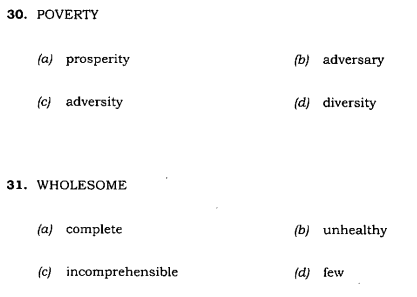 30. POVERTY
(a) prosperity (b) adversary
(c) adversity (d) diversity
31. WHOLESOME
(a) complete (b) unhealthy
(c) incomprehensible (d) few